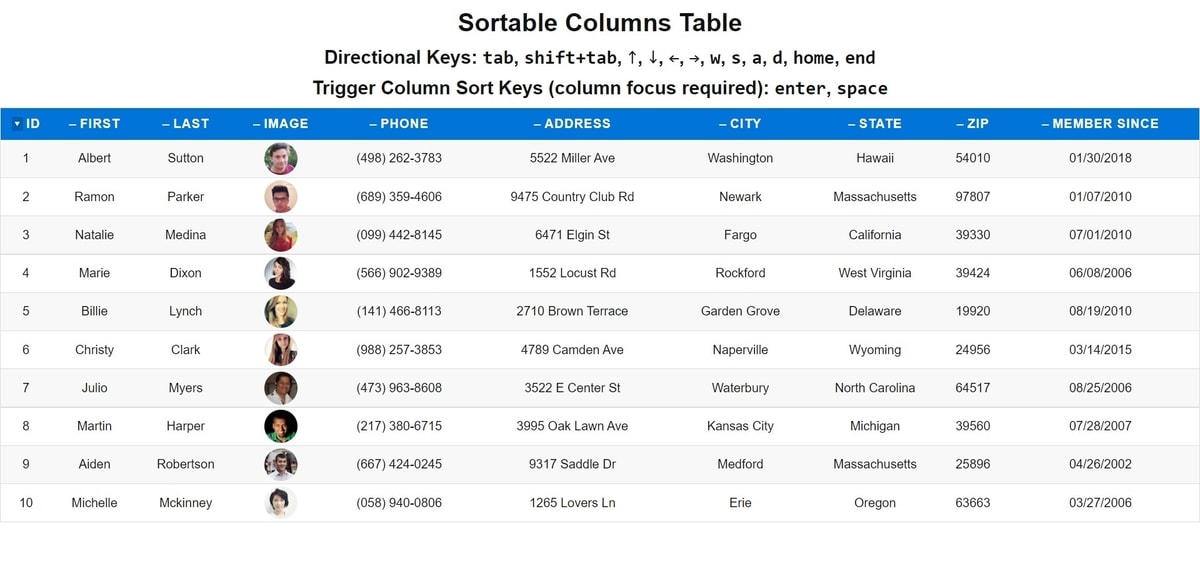 Sortable Columns Table
Directional Keys: tab, shift+tab, ↑, ↓, ←, →, w, s, a, d, home, end
Trigger Column Sort Keys (column focus required): enter, space
▼ ID – FIRST – LAST – IMAGE – PHONE – ADDRESS – CITY – STATE – ZIP – MEMBER SINCE
1 Albert Sutton (498) 262-3783 5522 Miller Ave Washington Hawaii 54010 01/30/2018
2 Ramon Parker (689) 359-4606 9475 Country Club Rd Newark Massachusetts 97807 01/07/2010
3 Natalie Medina (099) 442-8145 6471 Elgin St Fargo California 39330 07/01/2010
4 Marie Dixon (566) 902-9389 1552 Locust Rd Rockford West Virginia 39424 06/08/2006
5 Billie Lynch (141) 466-8113 2710 Brown Terrace Garden Grove Delaware 19920 08/19/2010
6 Christy Clark (988) 257-3853 4789 Camden Ave Naperville Wyoming 24956 03/14/2015
7 Julio Myers (473) 963-8608 3522 E Center St Waterbury North Carolina 64517 08/25/2006
8 Martin Harper (217) 380-6715 3995 Oak Lawn Ave Kansas City Michigan 39560 07/28/2007
9 Aiden Robertson (667) 424-0245 9317 Saddle Dr Medford Massachusetts 25896 04/26/2002
10 Michelle Mckinney (058) 940-0806 1265 Lovers Ln Erie Oregon 63663 03/27/2006